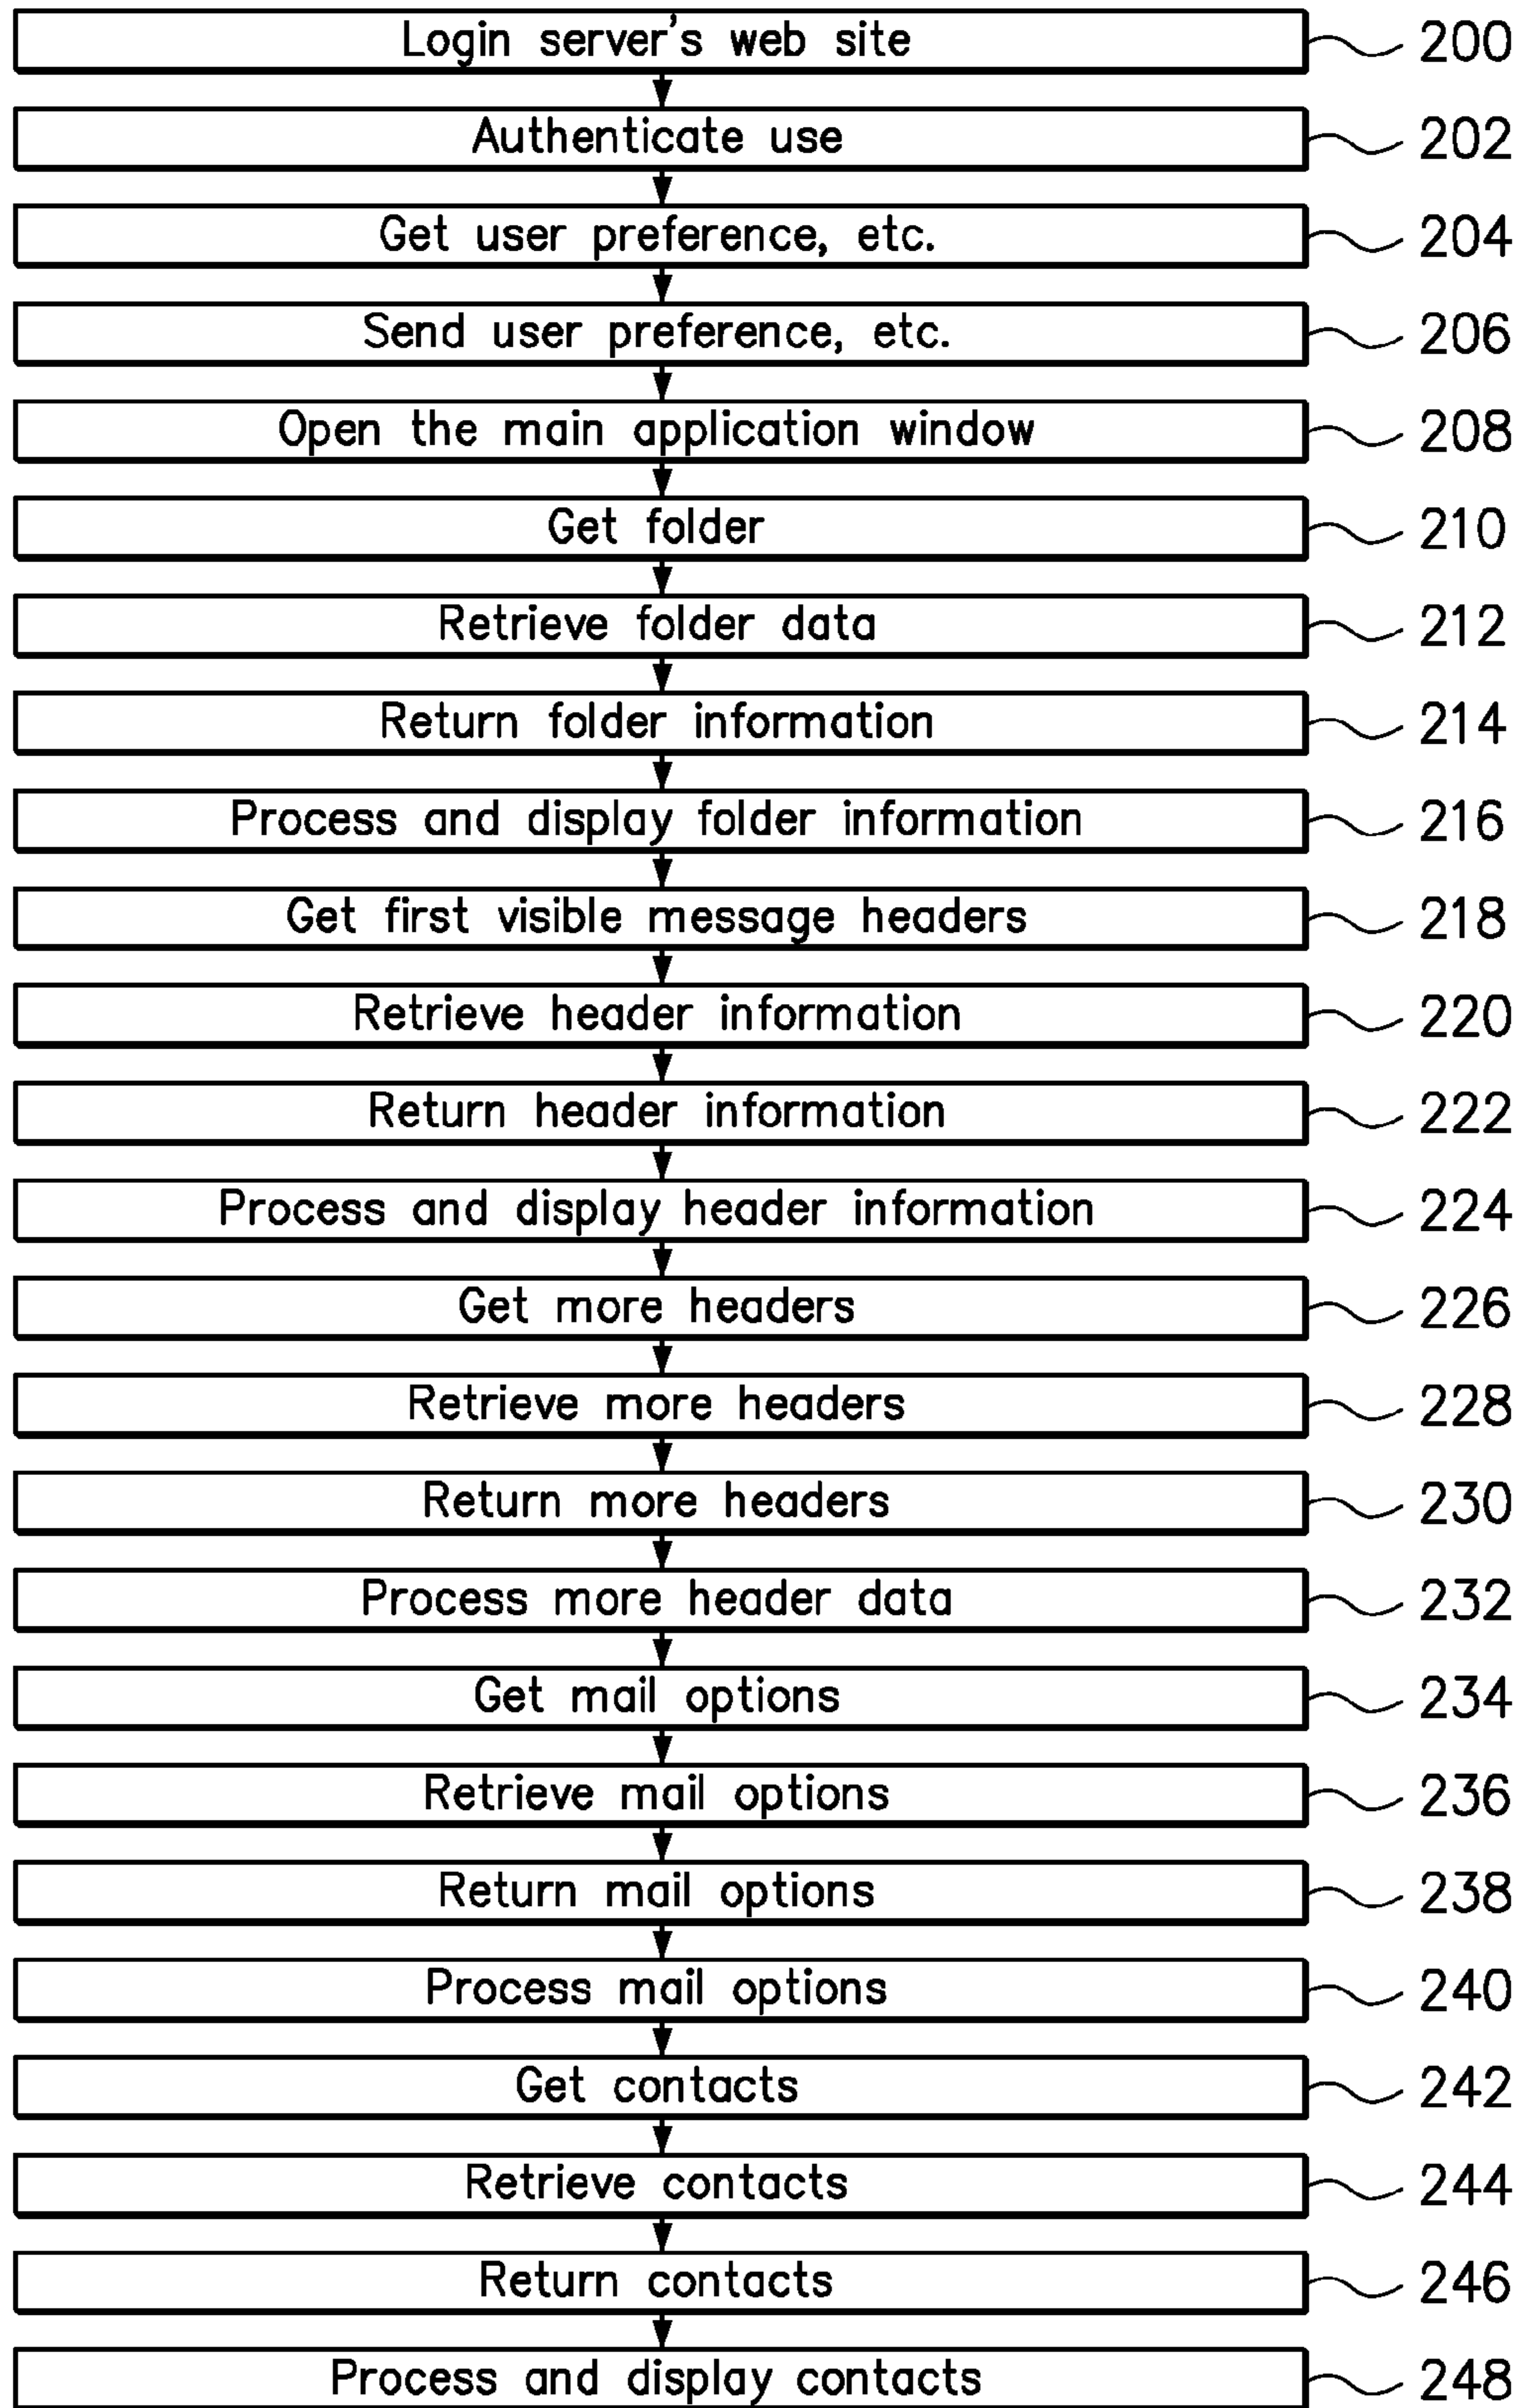 Login server's web site 200
Authenticate use 202
Get user preference, etc. 204
Send user preference, etc. 206
Open the main application window 208
Get folder 210
Retrieve folder data 212
Return folder information 214
Process and display folder information 216
Get first visible message headers 218
Retrieve header information 220
Return header information 222
Process and display header information 224
Get more headers 226
Retrieve more headers 228
Return more headers 230
Process more header data 232
Get mail options 234
Retrieve mail options 236
Return mail options 238
Process mail options 240
Get contacts 242
Retrieve contacts 244
Return contacts 246
Process and display contacts 248